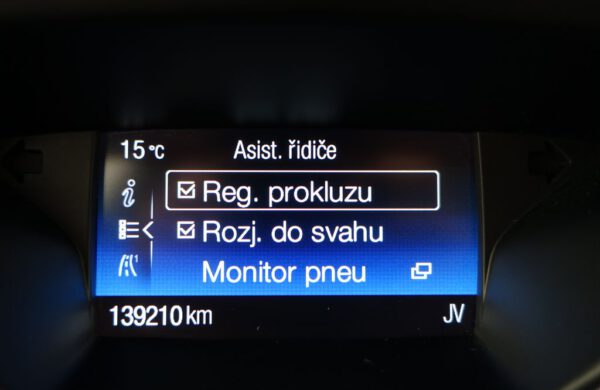 15°C Asist. řidiče
Reg. prokluzu
Rozj. do svahu
Monitor pneu
139210 km JV